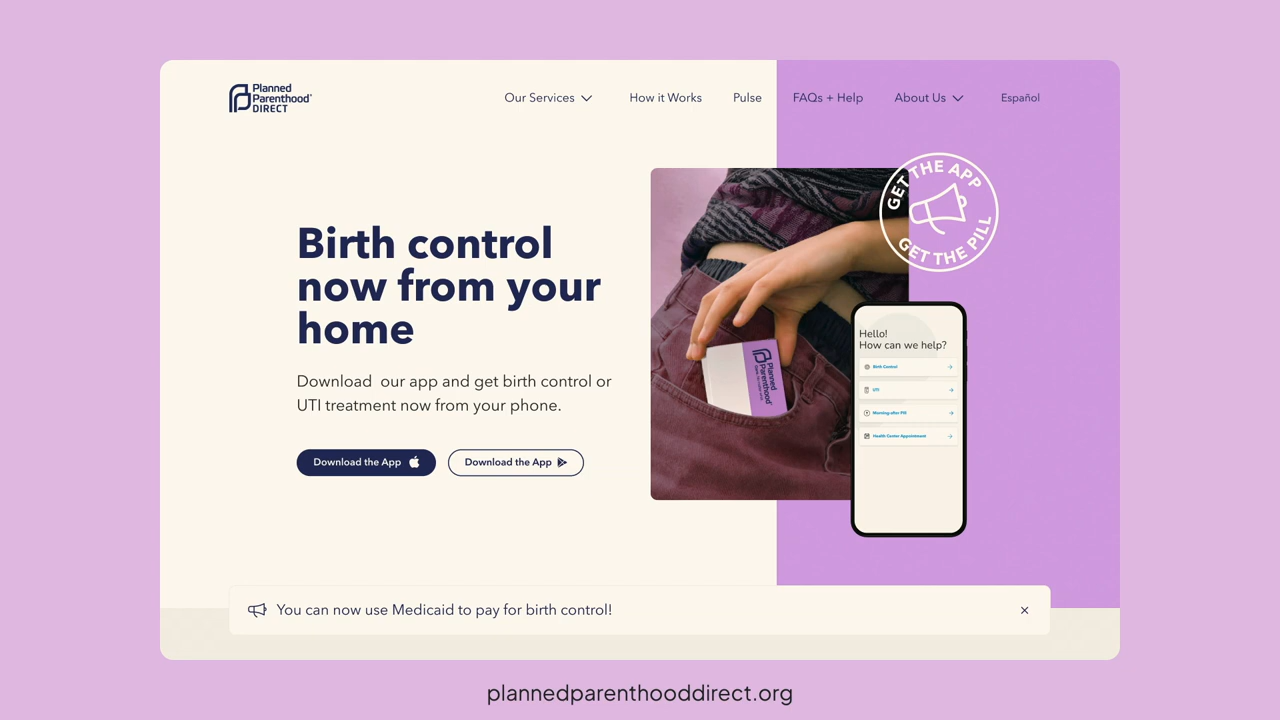 Planned
Parenthood®
DIRECT
Our Services
How it Works
Pulse
FAQs + Help
About Us
Español
GET THE APP
GET THE PILL
Birth control
now from your
home
Download our app and get birth control or
UTI treatment now from your phone.
Download the App
Download the App
Planned
Parenthood®
Hello!
How can we help?
Birth Control
UTI
Morning-after Pill
Health Center Appointment
You can now use Medicaid to pay for birth control!
plannedparenthooddirect.org